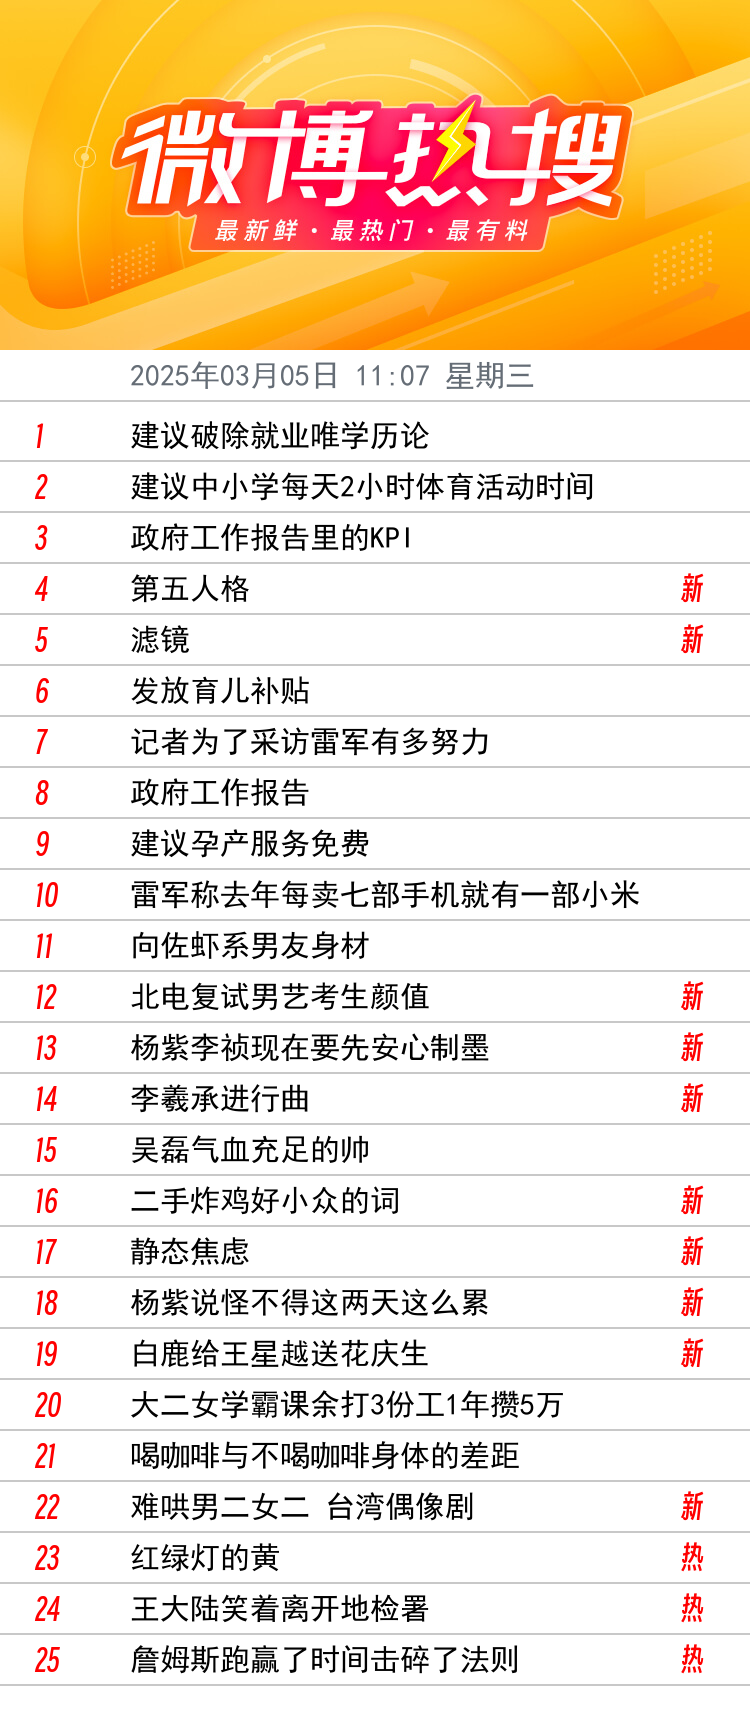 微博热搜
最新鲜·最热门·最有料
2025年03月05日 11:07 星期三
1 建议破除就业唯学历论
2 建议中小学每天2小时体育活动时间
3 政府工作报告里的KPI
4 第五人格 新
5 滤镜 新
6 发放育儿补贴
7 记者为了采访雷军有多努力
8 政府工作报告
9 建议孕产服务免费
10 雷军称去年每卖七部手机就有一部小米
11 向佐虾系男友身材
12 北电复试男艺考生颜值 新
13 杨紫李祯现在要先安心制墨 新
14 李羲承进行曲 新
15 吴磊气血充足的帅
16 二手炸鸡好小众的词 新
17 静态焦虑 新
18 杨紫说怪不得这两天这么累 新
19 白鹿给王星越送花庆生 新
20 大二女学霸课余打3份工1年攒5万
21 喝咖啡与不喝咖啡身体的差距
22 难哄男二女二 台湾偶像剧 新
23 红绿灯的黄 热
24 王大陆笑着离开地检署 热
25 詹姆斯跑赢了时间击碎了法则 热